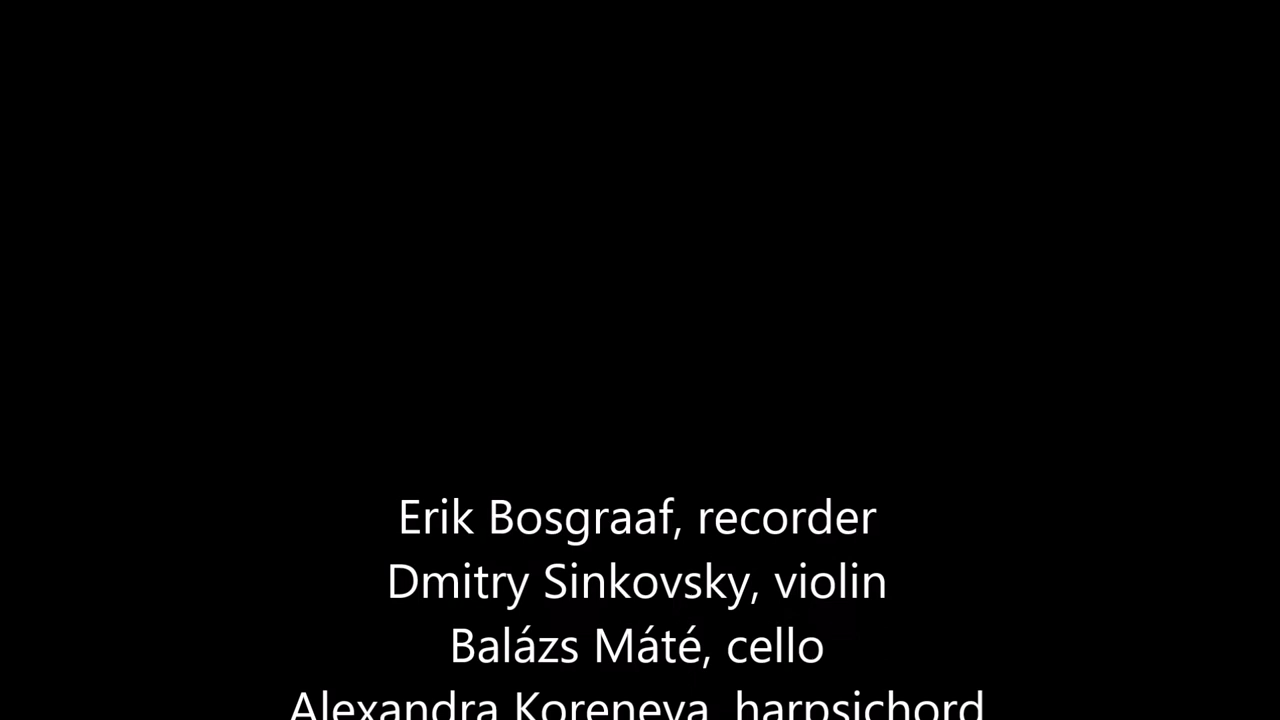 Erik Bosgraaf, recorder
Dmitry Sinkovsky, violin
Balázs Máté, cello
Alexandra Koreneva, harpsichord